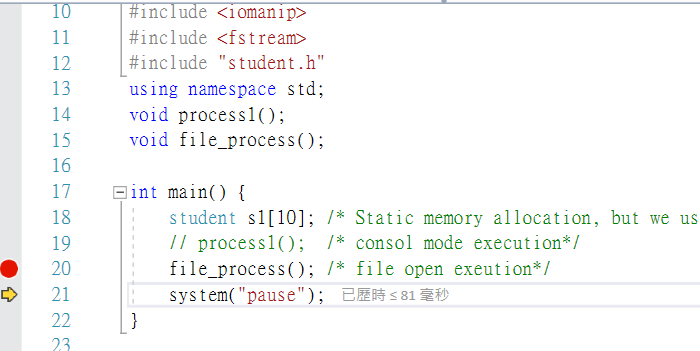 10 #include <iomanip>
11 #include <fstream>
12 #include "student.h"
13 using namespace std;
14 void process1();
15 void file_process();
16
17 int main() {
18 student s1[10]; /* Static memory allocation, but we us
19 // process1(); /* consol mode execution*/
20 file_process(); /* file open exeution*/
21 system("pause"); 已歷時 ≤ 81 毫秒
22 }
23